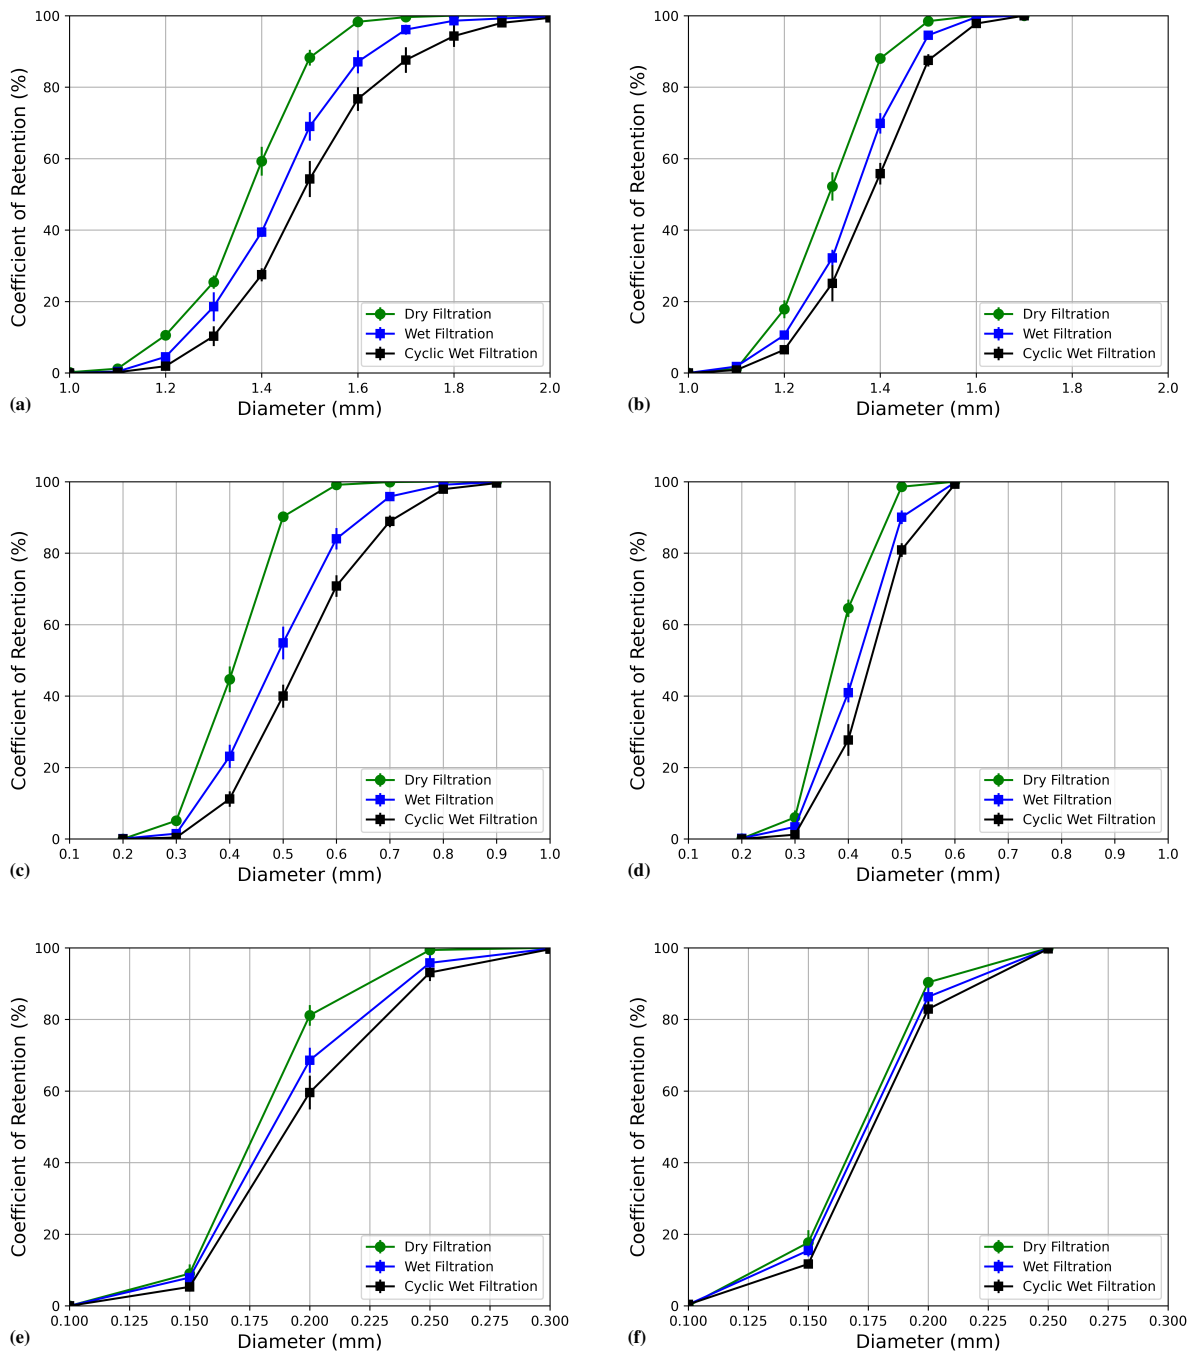 100
80
60
40
20
0
Coefficient of Retention (%)
Dry Filtration
Wet Filtration
Cyclic Wet Filtration
1.0 1.2 1.4 1.6 1.8 2.0
(a) Diameter (mm)
100
80
60
40
20
0
Coefficient of Retention (%)
Dry Filtration
Wet Filtration
Cyclic Wet Filtration
1.0 1.2 1.4 1.6 1.8 2.0
(b) Diameter (mm)
100
80
60
40
20
0
Coefficient of Retention (%)
Dry Filtration
Wet Filtration
Cyclic Wet Filtration
0.1 0.2 0.3 0.4 0.5 0.6 0.7 0.8 0.9 1.0
(c) Diameter (mm)
100
80
60
40
20
0
Coefficient of Retention (%)
Dry Filtration
Wet Filtration
Cyclic Wet Filtration
0.1 0.2 0.3 0.4 0.5 0.6 0.7 0.8 0.9 1.0
(d) Diameter (mm)
100
80
60
40
20
0
Coefficient of Retention (%)
Dry Filtration
Wet Filtration
Cyclic Wet Filtration
0.100 0.125 0.150 0.175 0.200 0.225 0.250 0.275 0.300
(e) Diameter (mm)
100
80
60
40
20
0
Coefficient of Retention (%)
Dry Filtration
Wet Filtration
Cyclic Wet Filtration
0.100 0.125 0.150 0.175 0.200 0.225 0.250 0.275 0.300
(f) Diameter (mm)